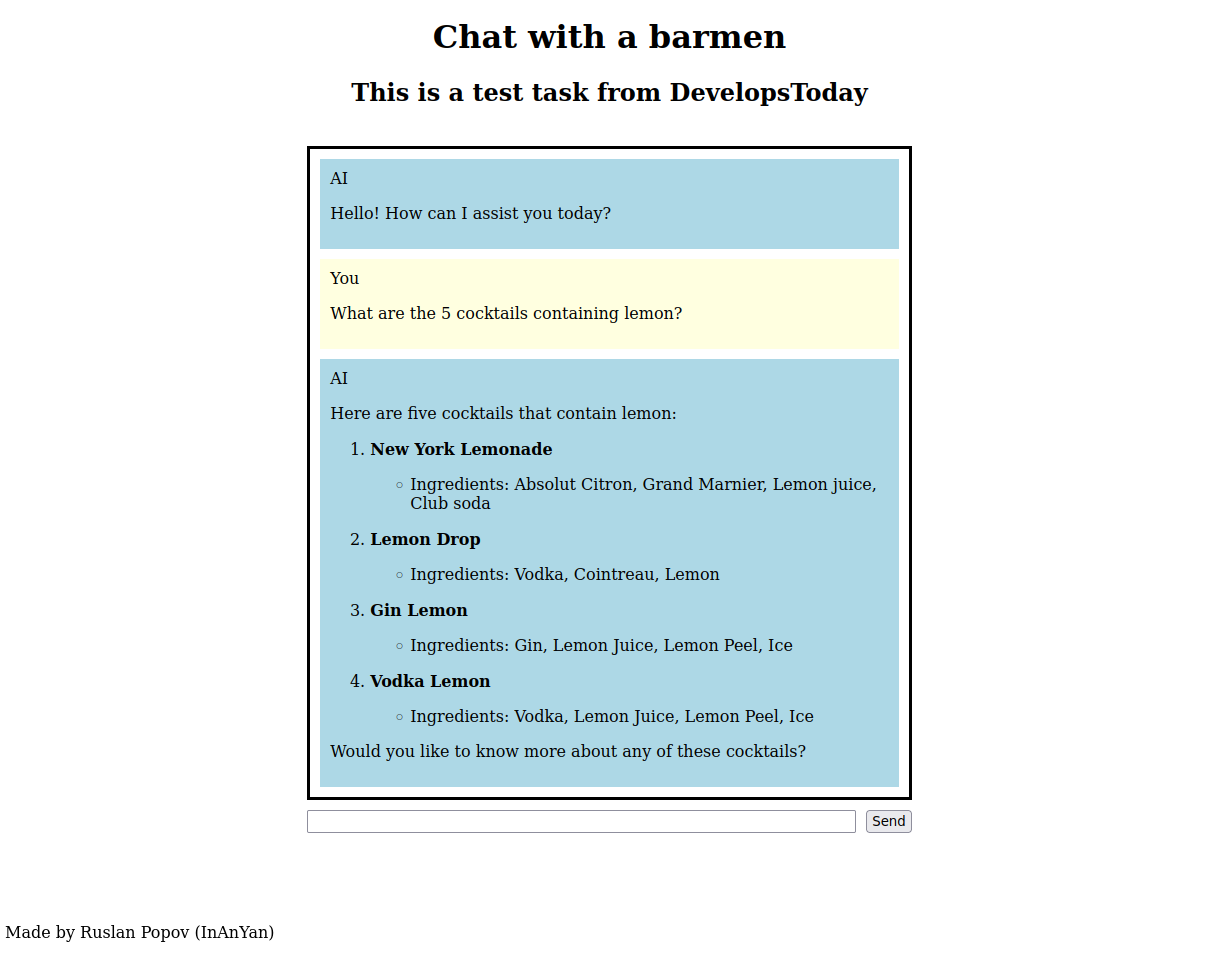 Chat with a barmen
This is a test task from DevelopsToday
AI
Hello! How can I assist you today?
You
What are the 5 cocktails containing lemon?
AI
Here are five cocktails that contain lemon:
1. New York Lemonade
◦ Ingredients: Absolut Citron, Grand Marnier, Lemon juice,
Club soda
2. Lemon Drop
◦ Ingredients: Vodka, Cointreau, Lemon
3. Gin Lemon
◦ Ingredients: Gin, Lemon Juice, Lemon Peel, Ice
4. Vodka Lemon
◦ Ingredients: Vodka, Lemon Juice, Lemon Peel, Ice
Would you like to know more about any of these cocktails?
Send
Made by Ruslan Popov (InAnYan)